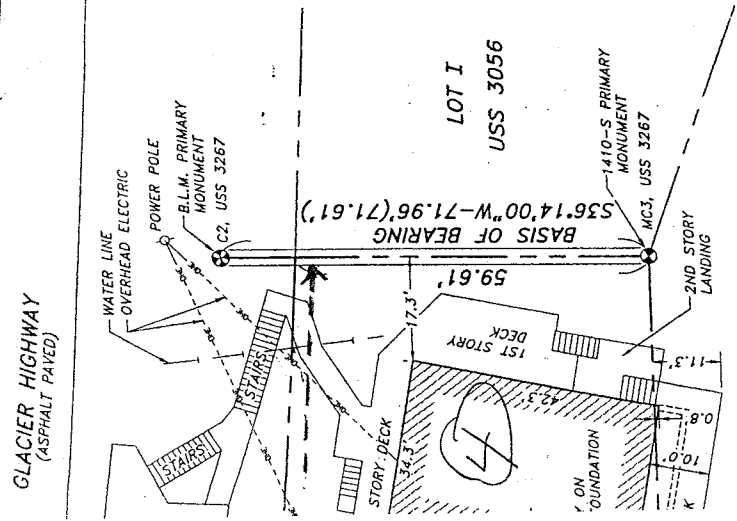 GLACIER HIGHWAY
(ASPHALT PAVED)
WATER LINE
OVERHEAD ELECTRIC
POWER POLE
B.L.M. PRIMARY
MONUMENT
C2, USS 3267
LOT I
USS 3056
1410-S PRIMARY
MONUMENT
MC3, USS 3267
BASIS OF BEARING
S36°14'00"W-71.96'(71.61')
59.61'
17.3'
STAIRS
STAIRS
1ST STORY
DECK
2ND STORY
LANDING
STORY DECK
34.3'
42.3'
4
Y ON
OUNDATION
11.3'
0.8'
10.0'
K